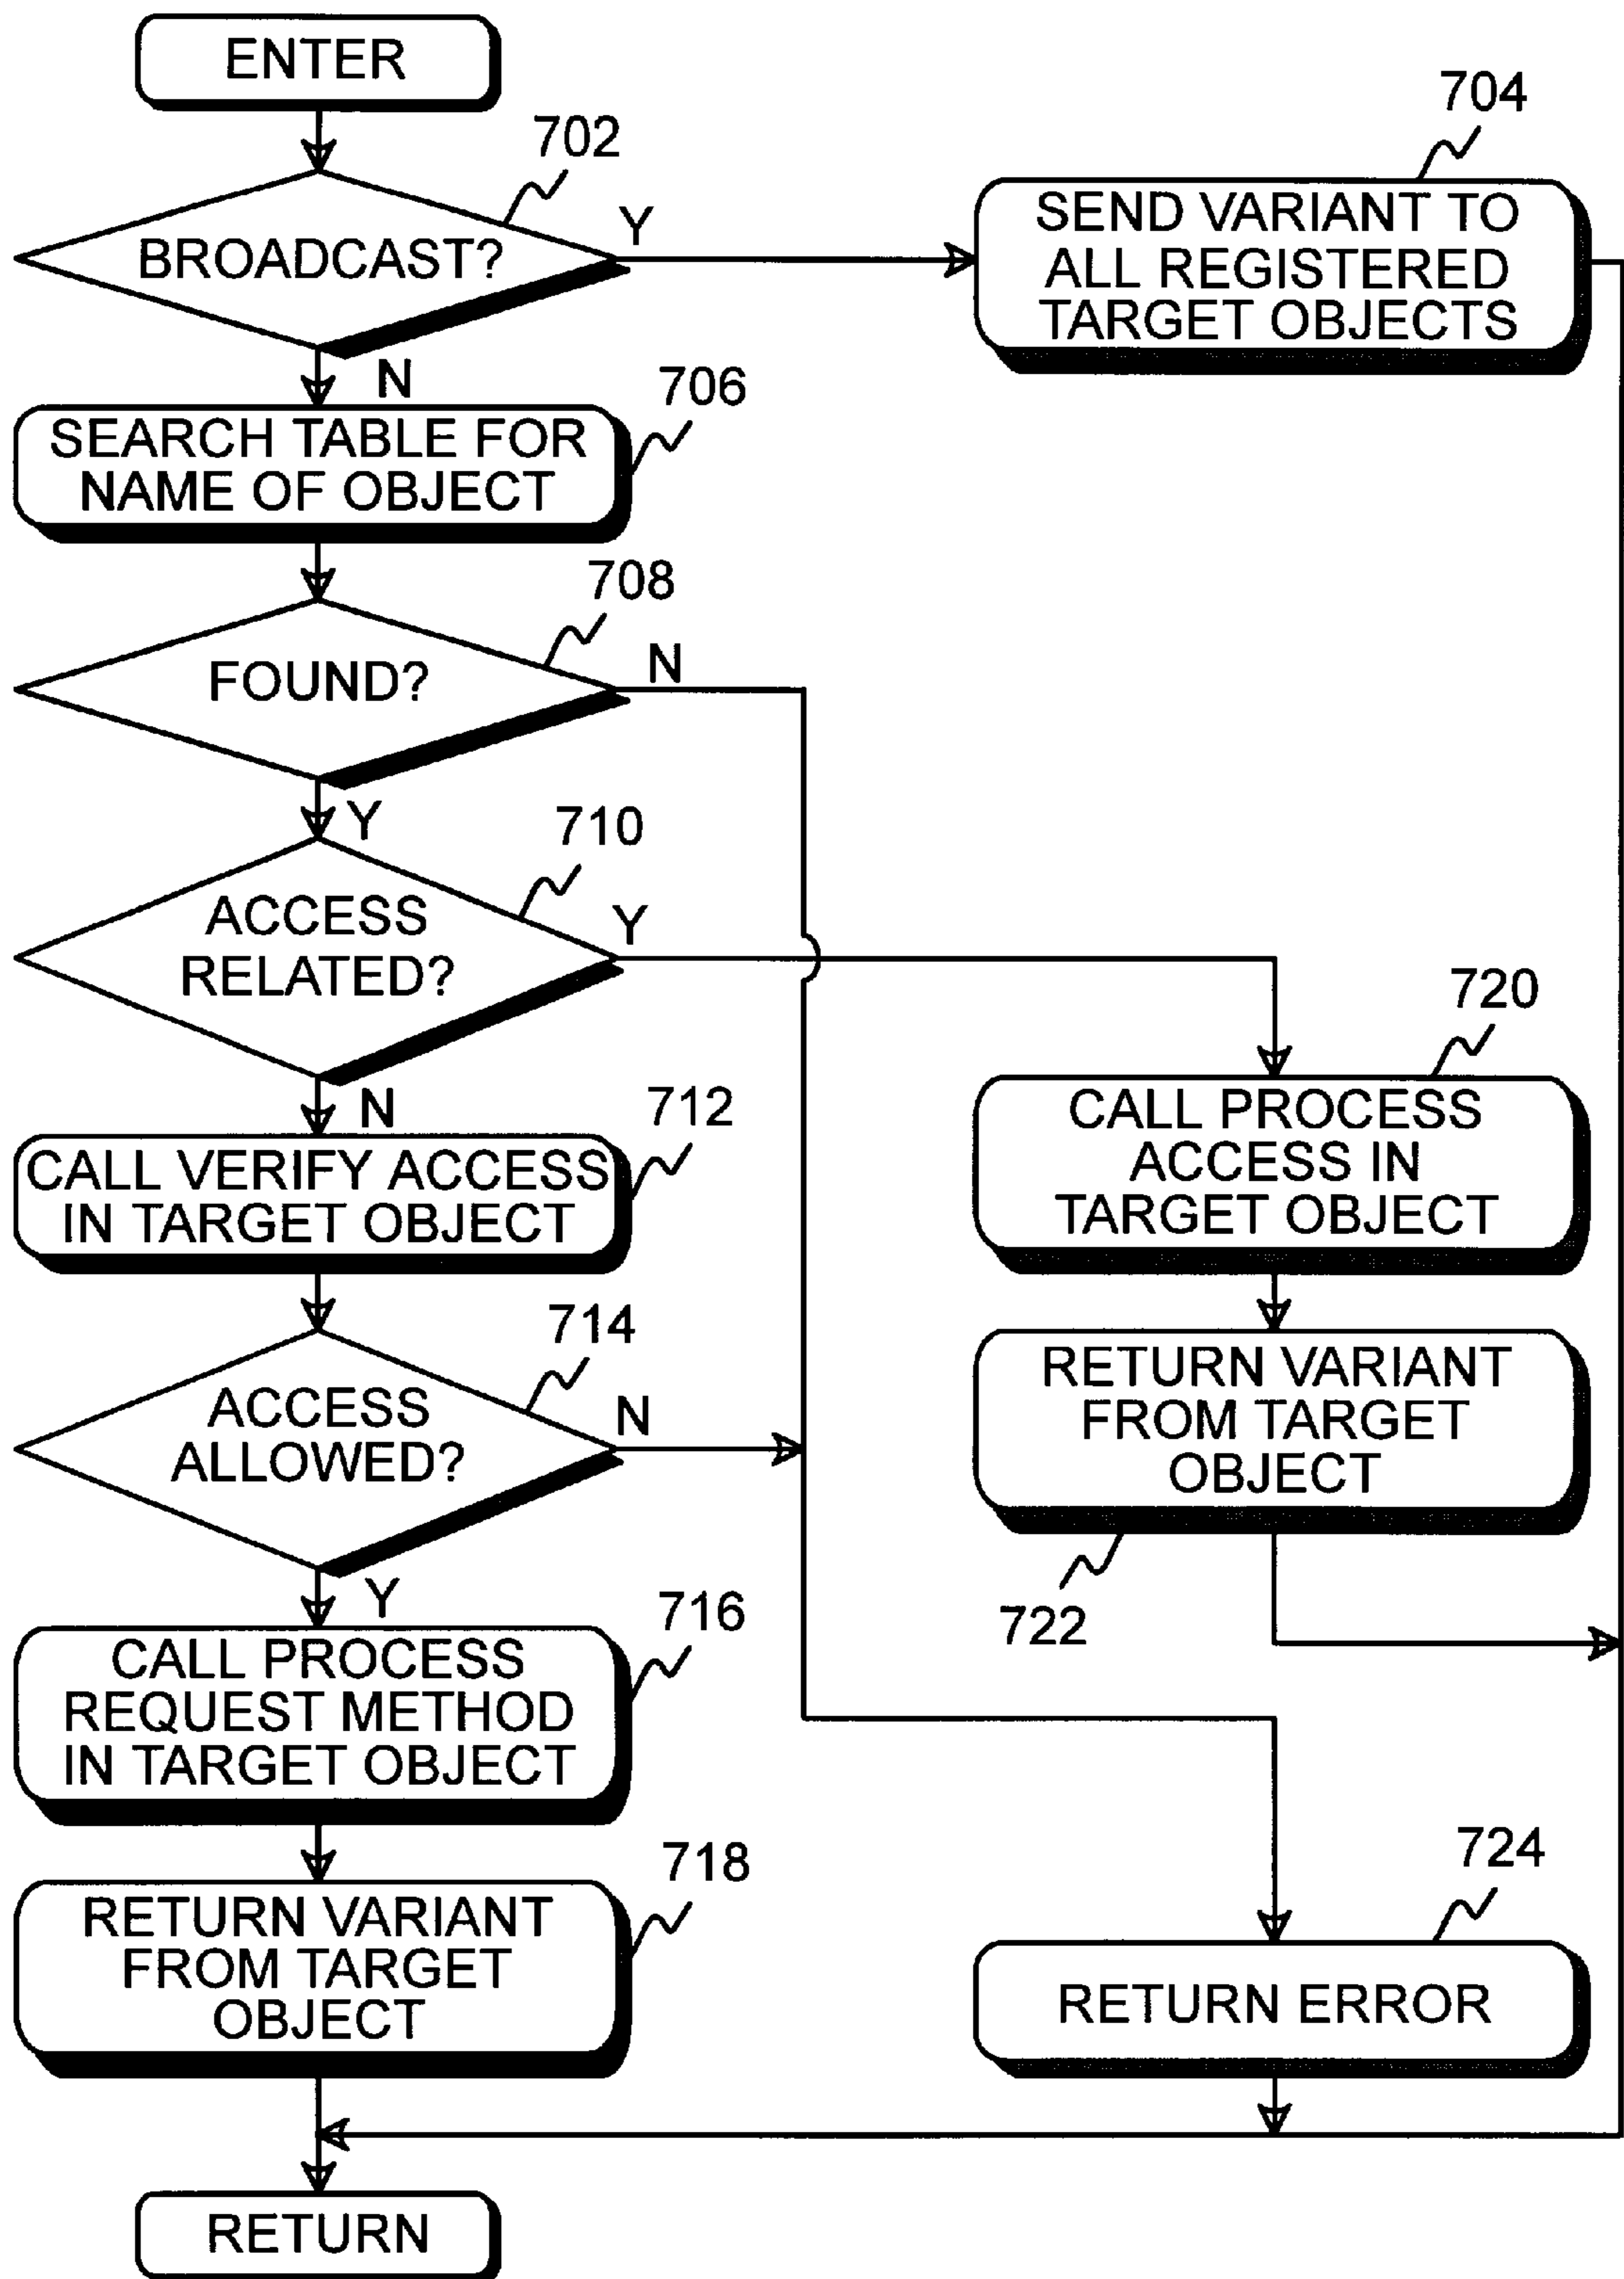 ENTER
702
BROADCAST?
Y
704
SEND VARIANT TO
ALL REGISTERED
TARGET OBJECTS
N
706
SEARCH TABLE FOR
NAME OF OBJECT
708
FOUND?
N
Y
710
ACCESS
RELATED?
Y
N
712
CALL VERIFY ACCESS
IN TARGET OBJECT
714
ACCESS
ALLOWED?
N
Y
716
CALL PROCESS
REQUEST METHOD
IN TARGET OBJECT
718
RETURN VARIANT
FROM TARGET
OBJECT
720
CALL PROCESS
ACCESS IN
TARGET OBJECT
RETURN VARIANT
FROM TARGET
OBJECT
722
724
RETURN ERROR
RETURN